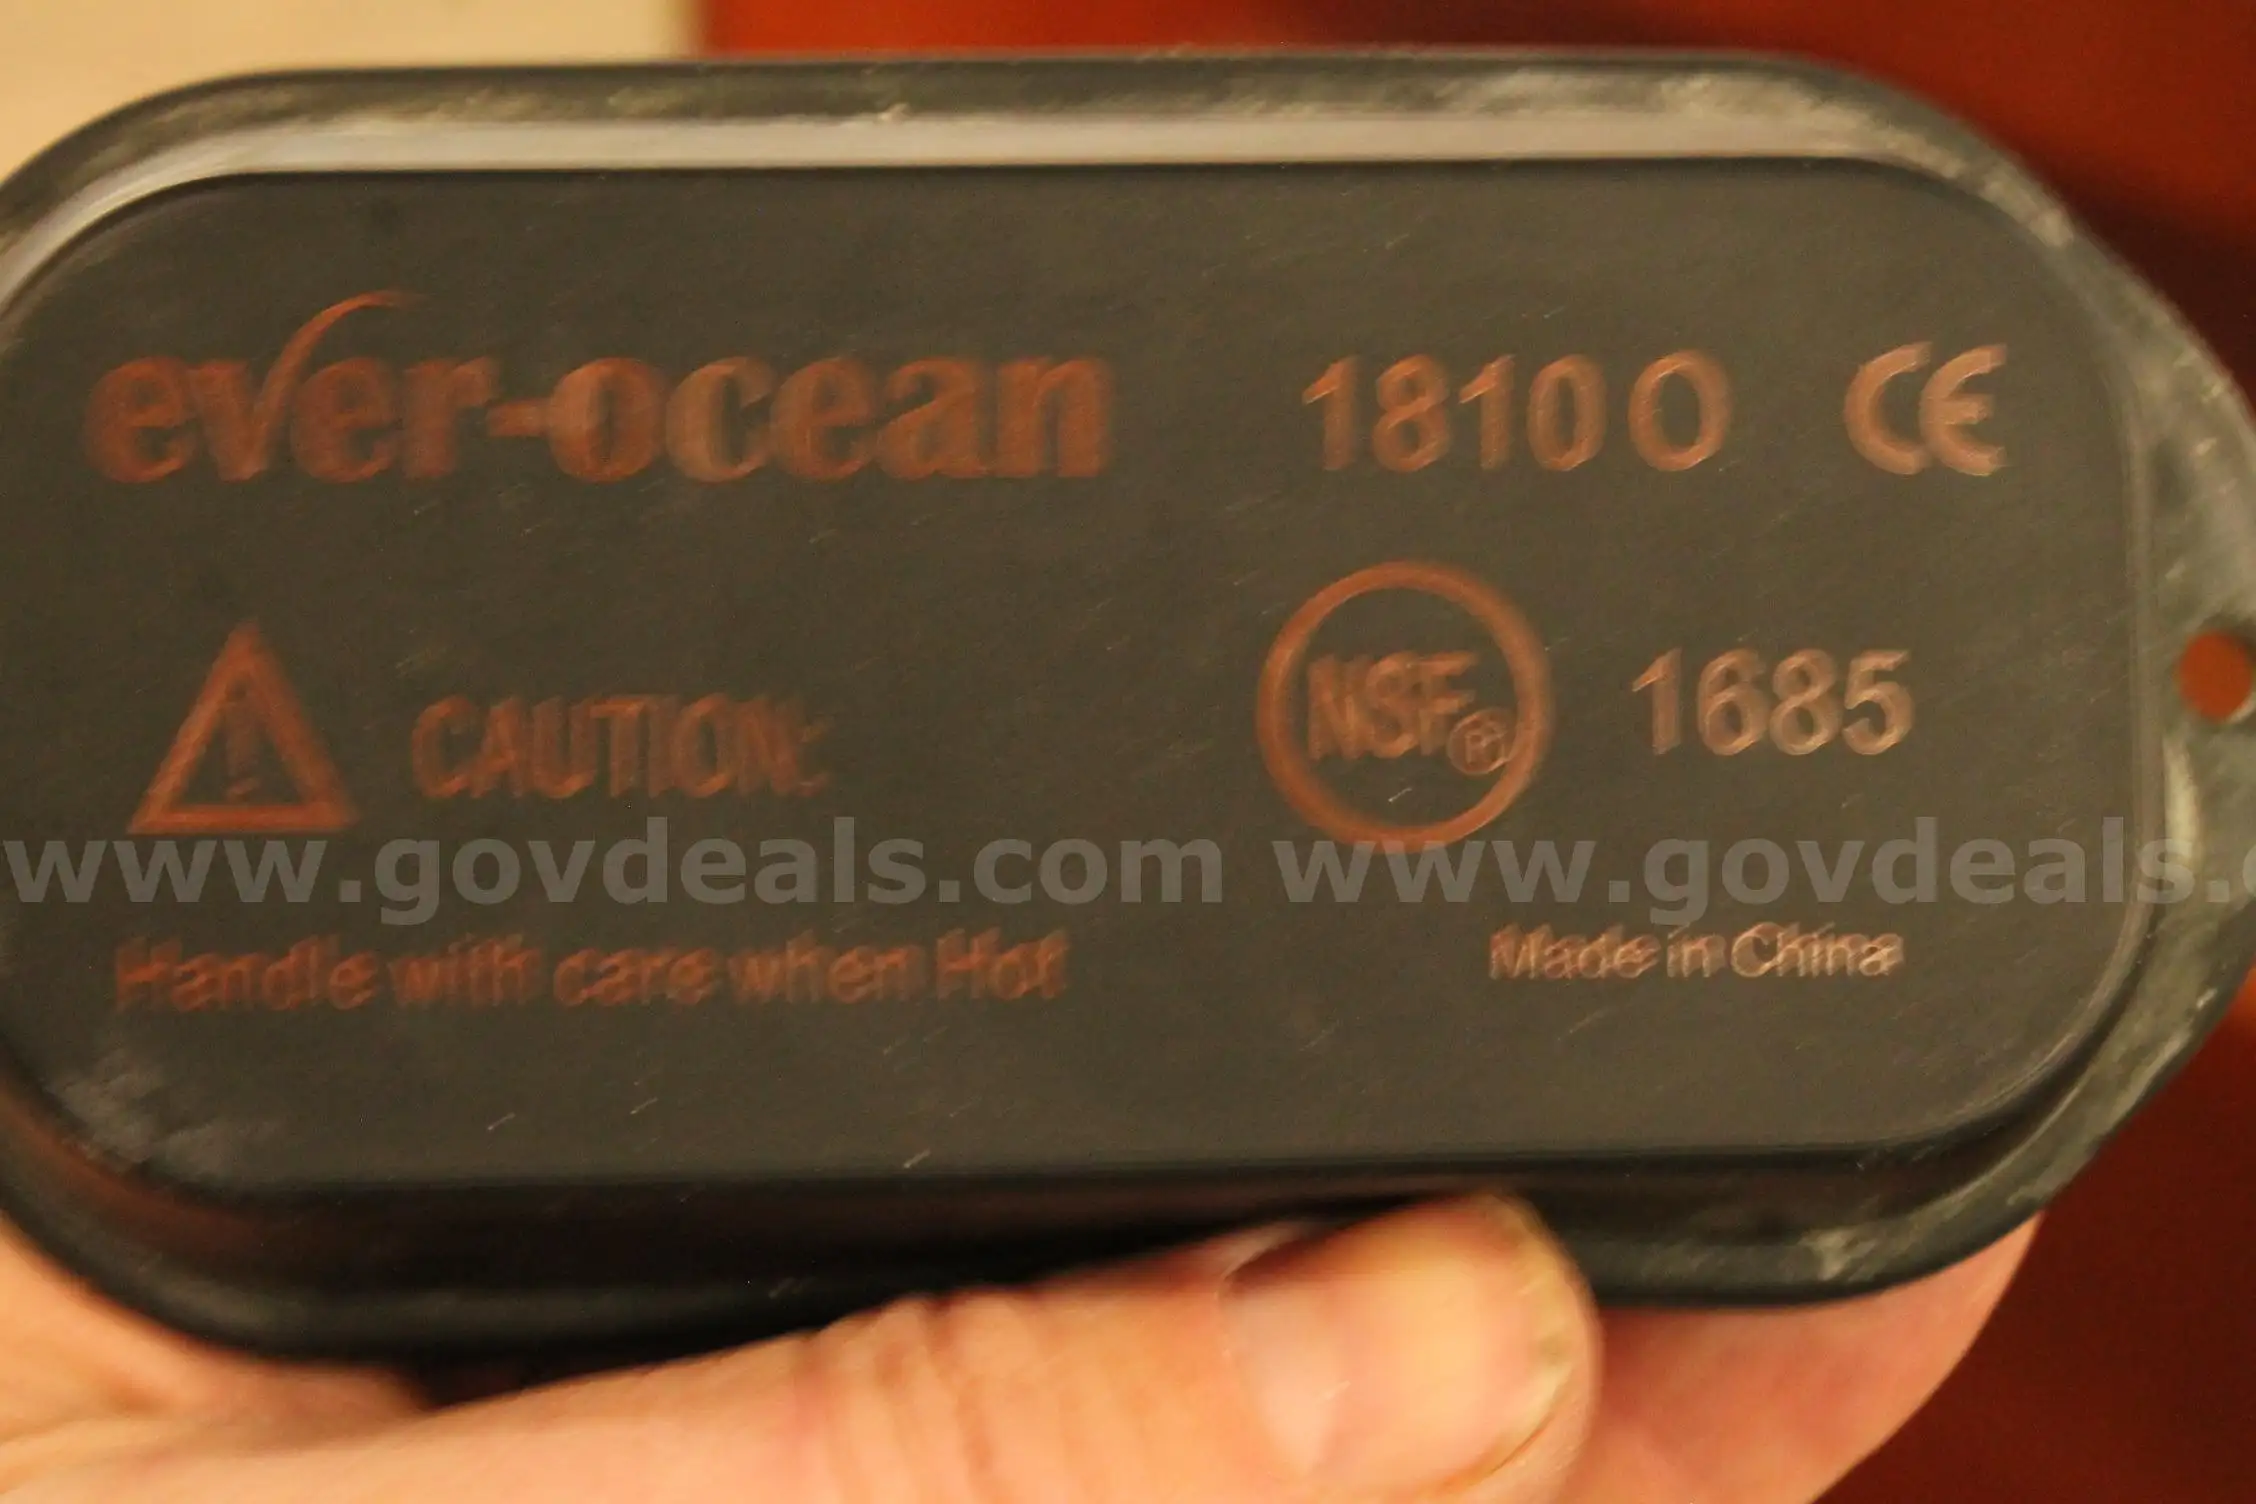 ever-ocean 1810 O CE
NSF® 1685
⚠ CAUTION:
www.govdeals.com www.govdeals.c
Handle with care when Hot
Made in China